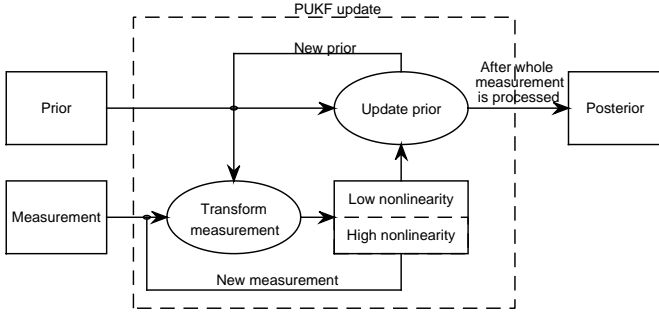 PUKF update
New prior
After whole
measurement
is processed
Prior
Update prior
Posterior
Measurement
Transform
measurement
Low nonlinearity
High nonlinearity
New measurement